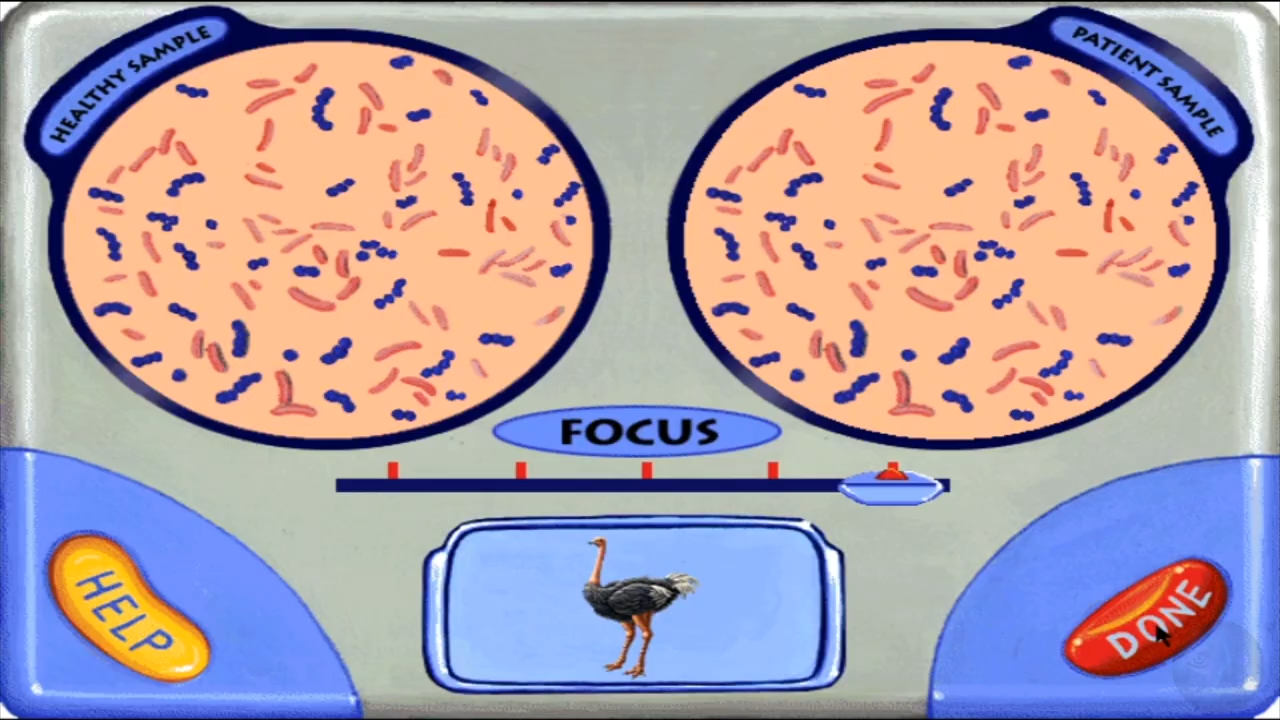 HEALTHY SAMPLE
PATIENT SAMPLE
FOCUS
HELP
DONE